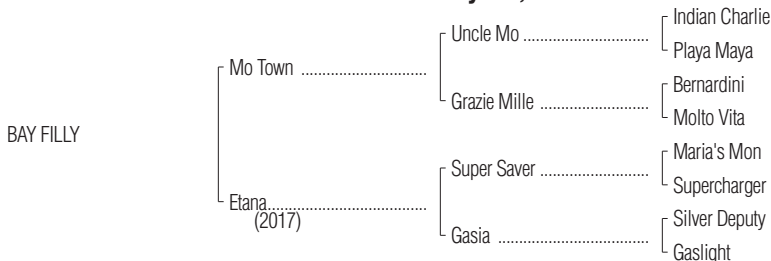 Indian Charlie
Uncle Mo ................................
Playa Maya
Mo Town ................................
Bernardini
Grazie Mille ................................
Molto Vita
BAY FILLY
Maria's Mon
Super Saver ................................
Supercharger
Etana................................
(2017)
Silver Deputy
Gasia ................................
Gaslight